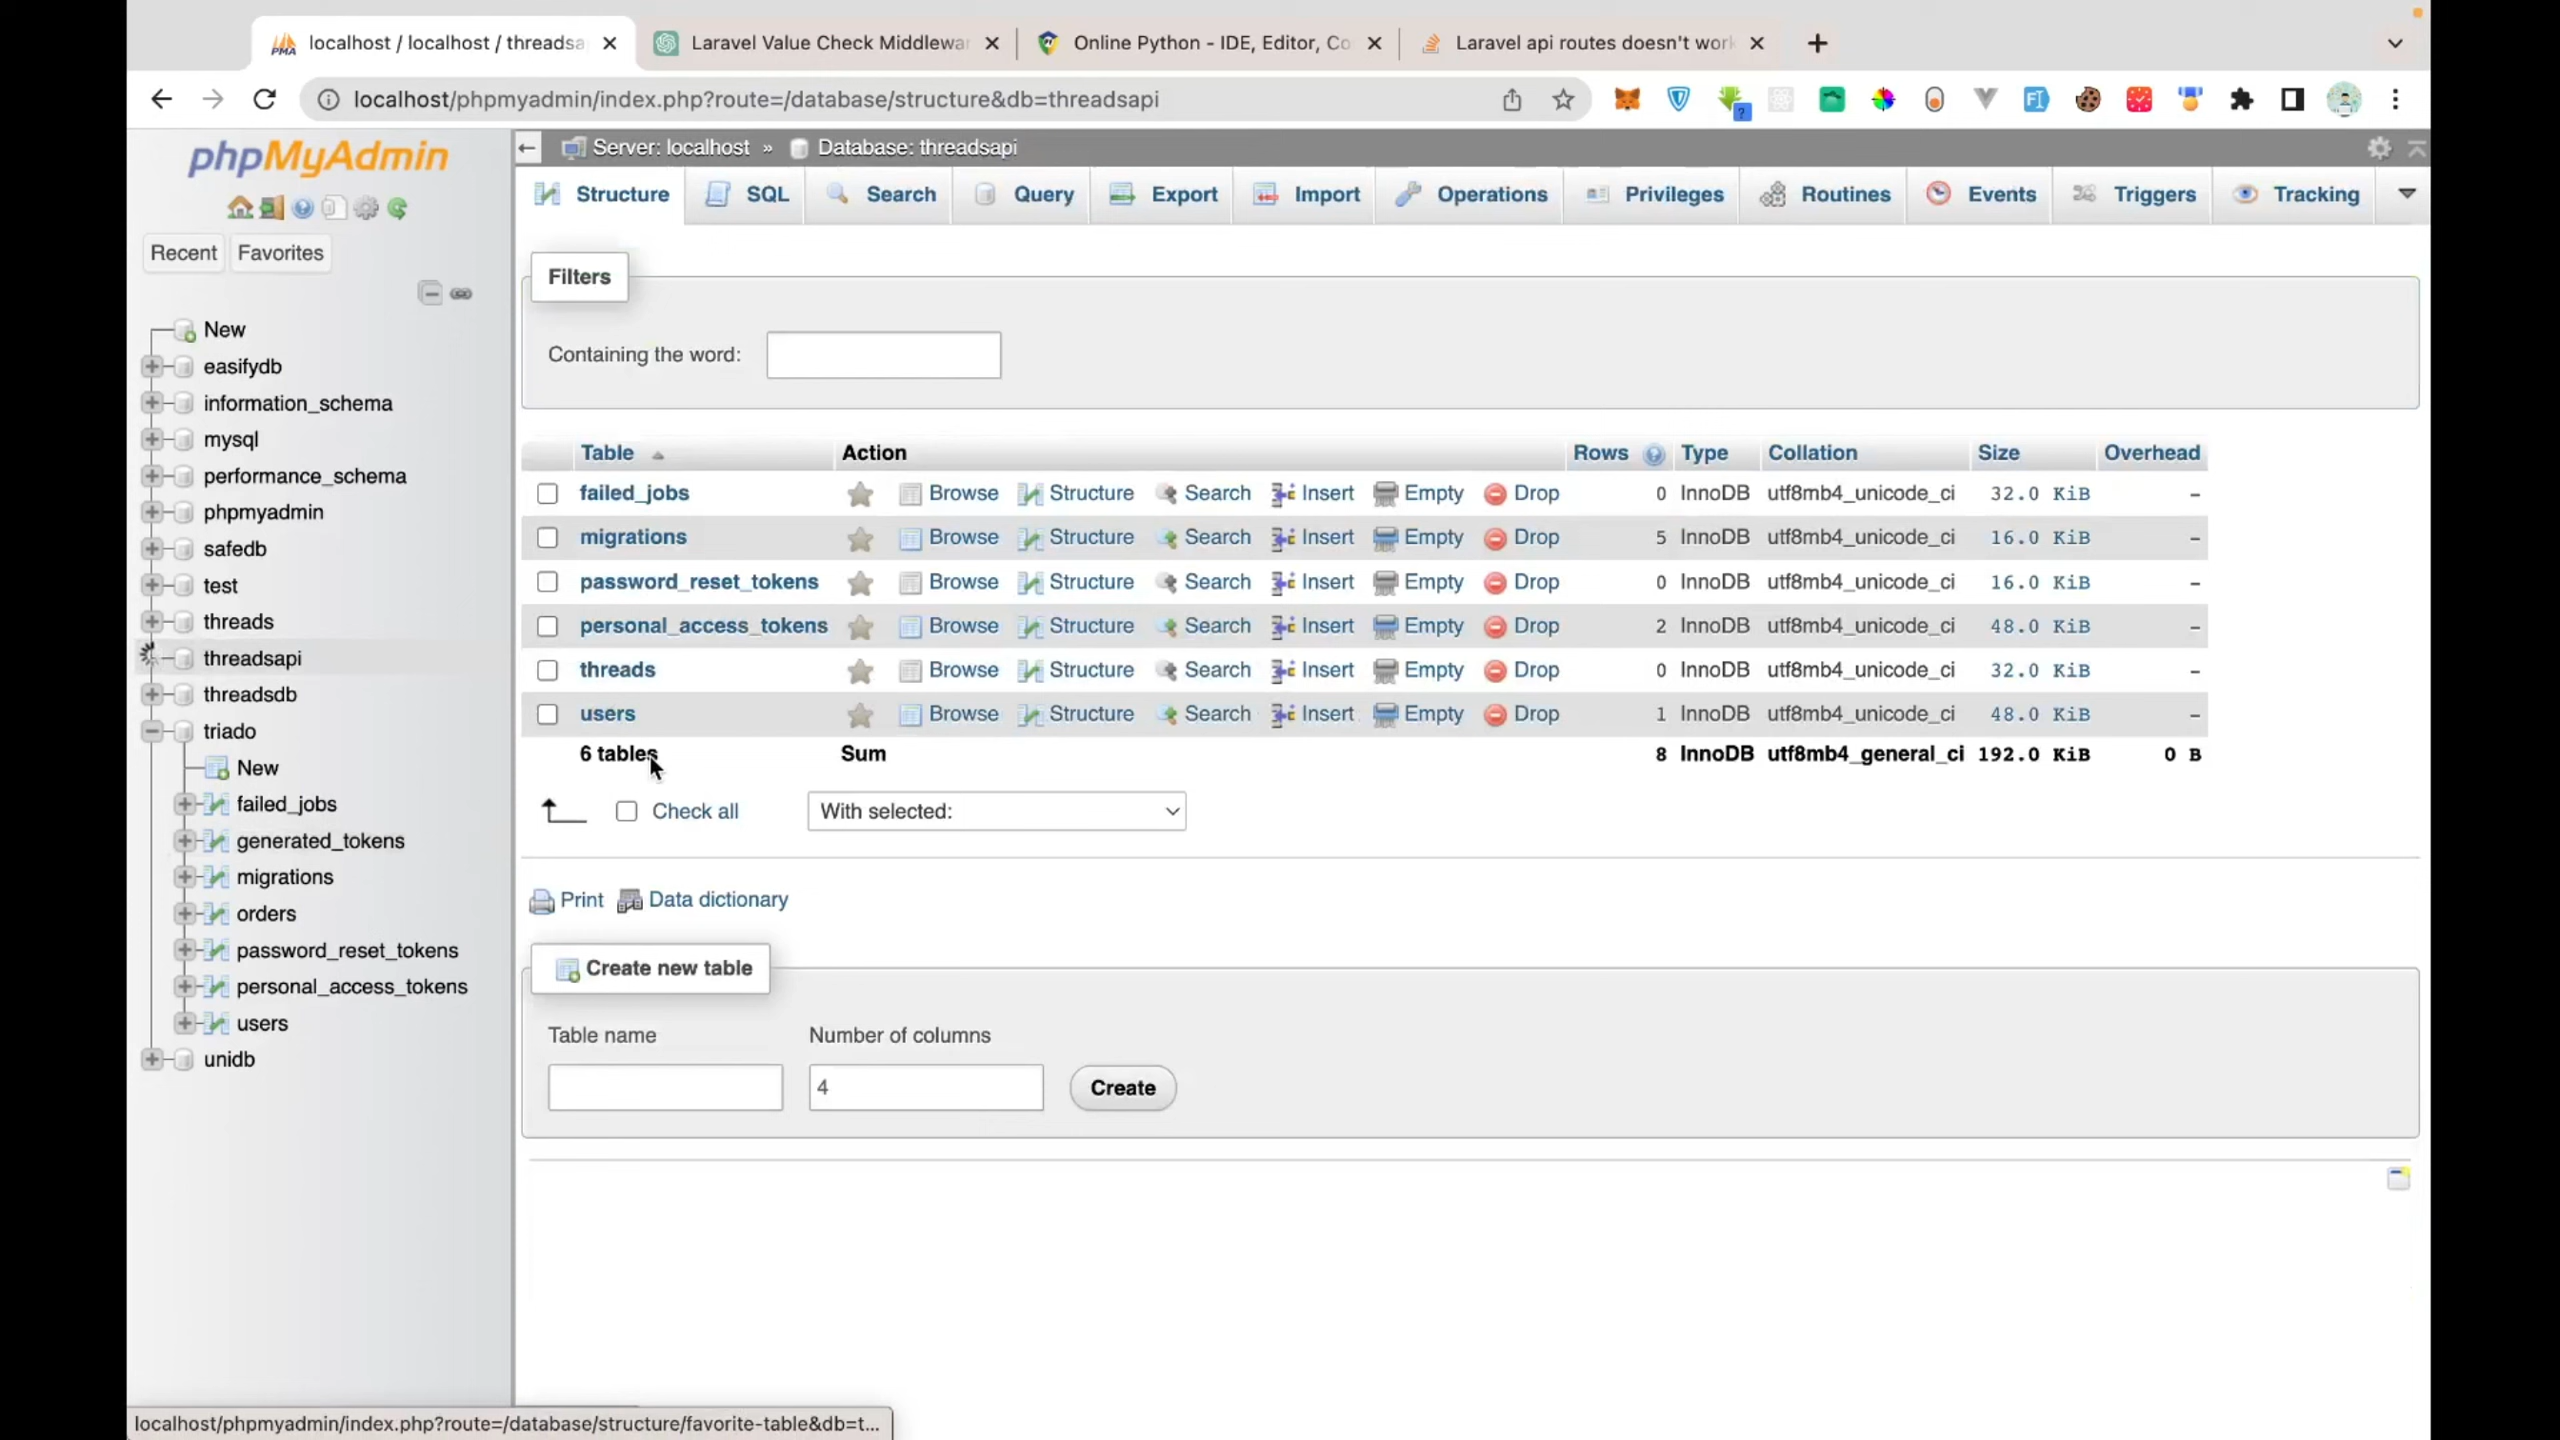 localhost / localhost / threadsa
Laravel Value Check Middlewar
Online Python - IDE, Editor, Co
Laravel api routes doesn't work
localhost/phpmyadmin/index.php?route=/database/structure&db=threadsapi
phpMyAdmin
Recent Favorites
New
easifydb
information_schema
mysql
performance_schema
phpmyadmin
safedb
test
threads
threadsapi
threadsdb
triado
New
failed_jobs
generated_tokens
migrations
orders
password_reset_tokens
personal_access_tokens
users
unidb
Server: localhost » Database: threadsapi
Structure SQL Search Query Export Import Operations Privileges Routines Events Triggers Tracking
Filters
Containing the word:
Table Action Rows Type Collation Size Overhead
failed_jobs Browse Structure Search Insert Empty Drop 0 InnoDB utf8mb4_unicode_ci 32.0 KiB –
migrations Browse Structure Search Insert Empty Drop 5 InnoDB utf8mb4_unicode_ci 16.0 KiB –
password_reset_tokens Browse Structure Search Insert Empty Drop 0 InnoDB utf8mb4_unicode_ci 16.0 KiB –
personal_access_tokens Browse Structure Search Insert Empty Drop 2 InnoDB utf8mb4_unicode_ci 48.0 KiB –
threads Browse Structure Search Insert Empty Drop 0 InnoDB utf8mb4_unicode_ci 32.0 KiB –
users Browse Structure Search Insert Empty Drop 1 InnoDB utf8mb4_unicode_ci 48.0 KiB –
6 tables Sum 8 InnoDB utf8mb4_general_ci 192.0 KiB 0 B
Check all With selected:
Print Data dictionary
Create new table
Table name Number of columns
4 Create
localhost/phpmyadmin/index.php?route=/database/structure/favorite-table&db=t...